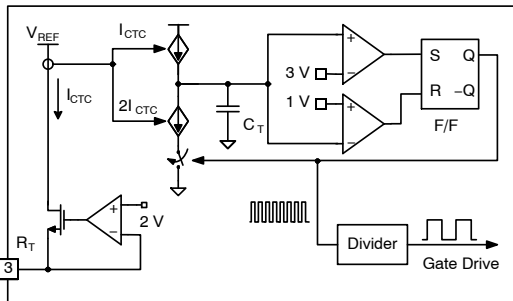 V_REF
I_CTC
I_CTC
2I_CTC
C_T
+
3 V
−
1 V
+
−
S Q
R −Q
F/F
+
2 V
−
R_T
3
Divider
Gate Drive